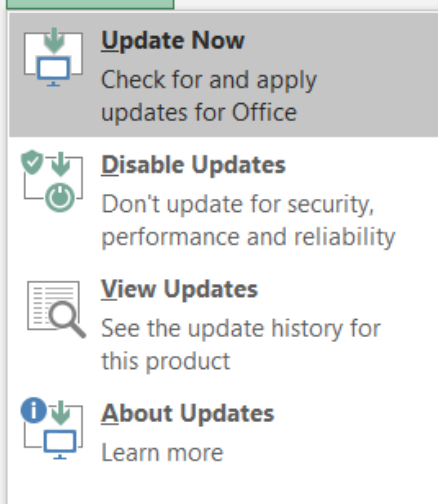 Update Now
Check for and apply
updates for Office
Disable Updates
Don't update for security,
performance and reliability
View Updates
See the update history for
this product
About Updates
Learn more